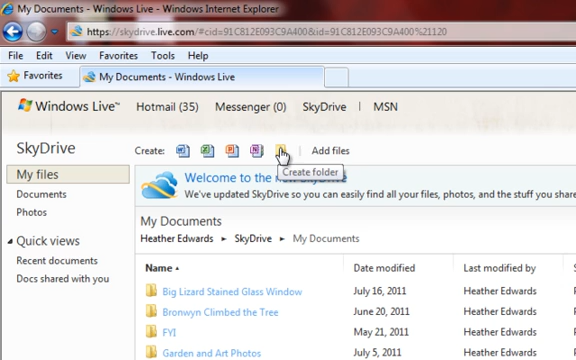 My Documents - Windows Live - Windows Internet Explorer
https://skydrive.live.com/#cid=91C812E093C9A400&id=91C812E093C9A400%21120
File Edit View Favorites Tools Help
Favorites My Documents - Windows Live
Windows Live™ Hotmail (35) Messenger (0) SkyDrive MSN
SkyDrive Create: Add files
Create folder
My files
Welcome to the new SkyDrive
We've updated SkyDrive so you can easily find all your files, photos, and the stuff you share
Documents
Photos
My Documents
Quick views
Heather Edwards ▸ SkyDrive ▸ My Documents
Recent documents
Docs shared with you
Name Date modified Last modified by
Big Lizard Stained Glass Window July 16, 2011 Heather Edwards
Bronwyn Climbed the Tree June 20, 2011 Heather Edwards
FYI May 21, 2011 Heather Edwards
Garden and Art Photos July 5, 2011 Heather Edwards